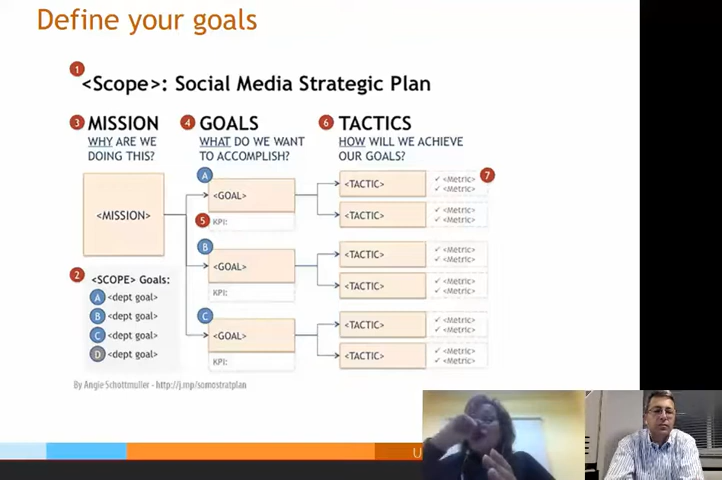 Define your goals
1
<Scope>: Social Media Strategic Plan
3 MISSION
WHY ARE WE
DOING THIS?
4 GOALS
WHAT DO WE WANT
TO ACCOMPLISH?
6 TACTICS
HOW WILL WE ACHIEVE
OUR GOALS?
<MISSION>
A
<GOAL>
5 KPI:
B
<GOAL>
KPI:
C
<GOAL>
KPI:
<TACTIC>
✓ <Metric>
✓ <Metric>
7
<TACTIC>
✓ <Metric>
✓ <Metric>
<TACTIC>
✓ <Metric>
✓ <Metric>
<TACTIC>
✓ <Metric>
✓ <Metric>
<TACTIC>
✓ <Metric>
✓ <Metric>
<TACTIC>
✓ <Metric>
✓ <Metric>
2
<SCOPE> Goals:
A <dept goal>
B <dept goal>
C <dept goal>
D <dept goal>
By Angie Schottmuller - http://j.mp/somostratplan
U